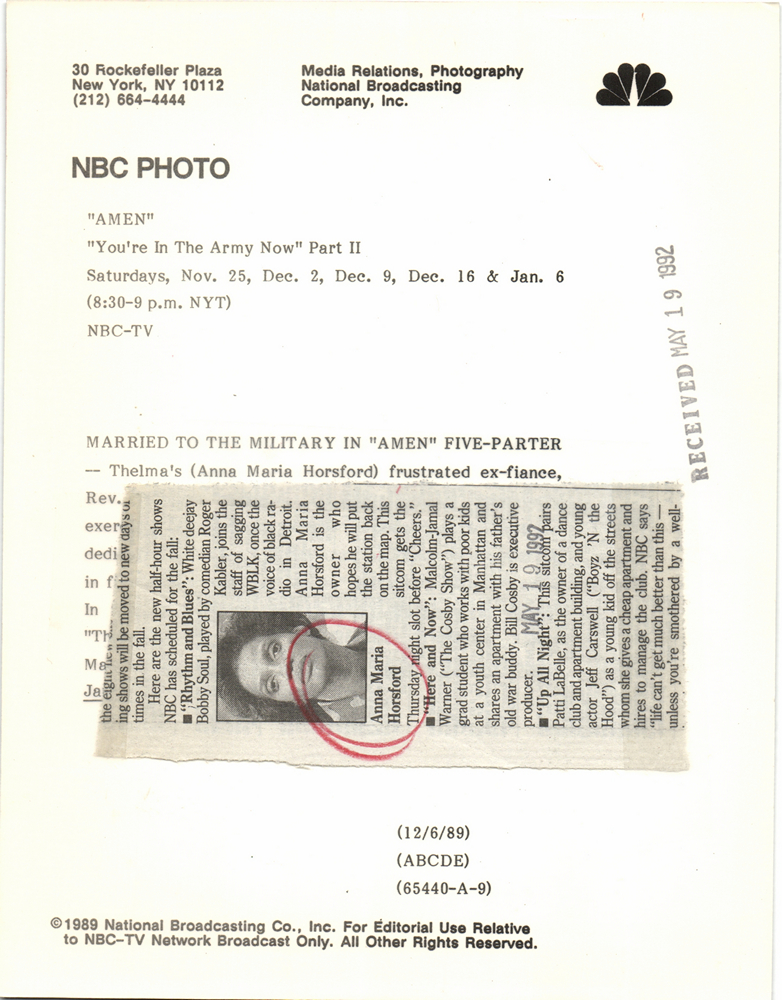 30 Rockefeller Plaza
New York, NY 10112
(212) 664-4444
Media Relations, Photography
National Broadcasting
Company, Inc.
NBC PHOTO
"AMEN"
"You're In The Army Now" Part II
Saturdays, Nov. 25, Dec. 2, Dec. 9, Dec. 16 & Jan. 6
(8:30-9 p.m. NYT)
NBC-TV
RECEIVED MAY 19 1992
MARRIED TO THE MILITARY IN "AMEN" FIVE-PARTER
-- Thelma's (Anna Maria Horsford) frustrated ex-fiance,
Rev.
exer
dedi
in f
In
"Th
Ma
Ja
ing shows will be moved to new days or
times in the fall.
Here are the new half-hour shows
NBC has scheduled for the fall:
■ “Rhythm and Blues”: White deejay
Bobby Soul, played by comedian Roger
Kabler, joins the
staff of sagging
WBLK, once the
voice of black ra-
dio in Detroit.
Anna Maria
Horsford is the
owner who
hopes he will put
the station back
on the map. This
sitcom gets the
Anna Maria
Horsford
Thursday night slot before “Cheers.”
■ “Here and Now”: Malcolm-Jamal
Warner (“The Cosby Show”) plays a
grad student who works with poor kids
at a youth center in Manhattan and
shares an apartment with his father's
old war buddy. Bill Cosby is executive
producer.
MAY 19 1992
■ “Up All Night”: This sitcom pairs
Patti LaBelle, as the owner of a dance
club and apartment building, and young
actor Jeff Carswell (“Boyz 'N the
Hood”) as a young kid off the streets
whom she gives a cheap apartment and
hires to manage the club. NBC says
“life can't get much better than this —
unless you're smothered by a well-
(12/6/89)
(ABCDE)
(65440-A-9)
©1989 National Broadcasting Co., Inc. For Editorial Use Relative
to NBC-TV Network Broadcast Only. All Other Rights Reserved.